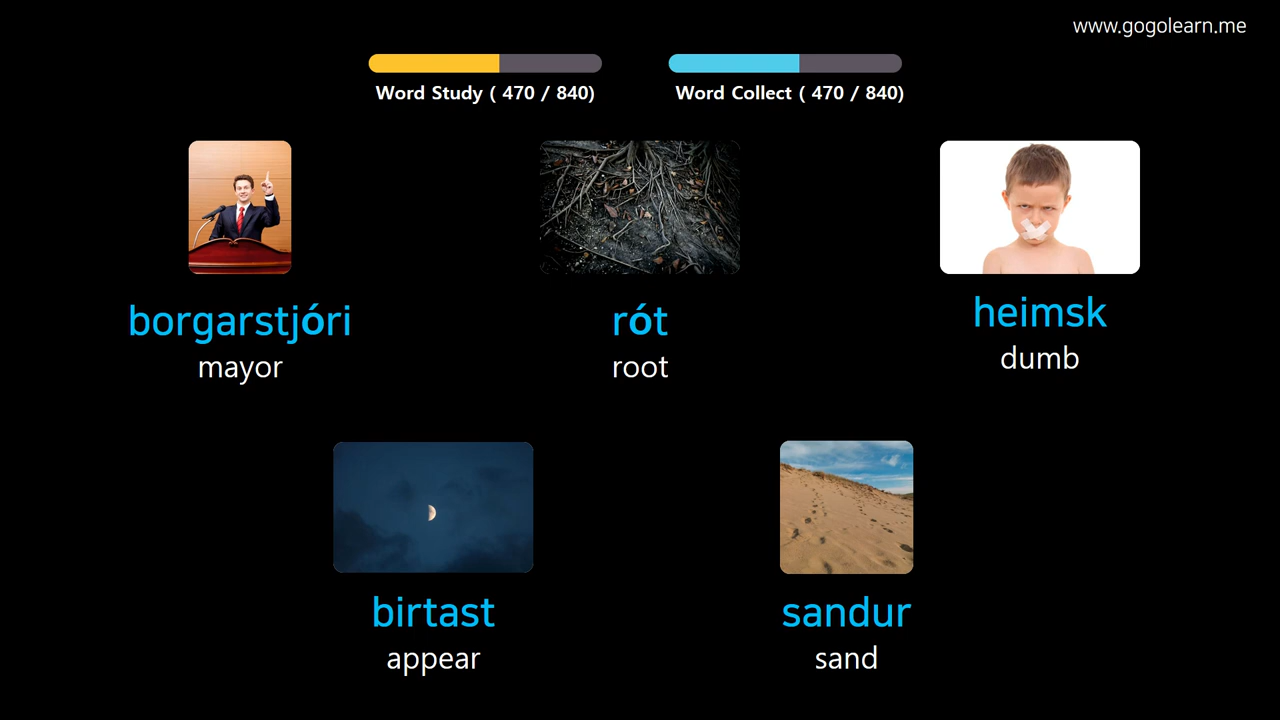 www.gogolearn.me
Word Study ( 470 / 840)
Word Collect ( 470 / 840)
borgarstjóri
mayor
rót
root
heimsk
dumb
birtast
appear
sandur
sand